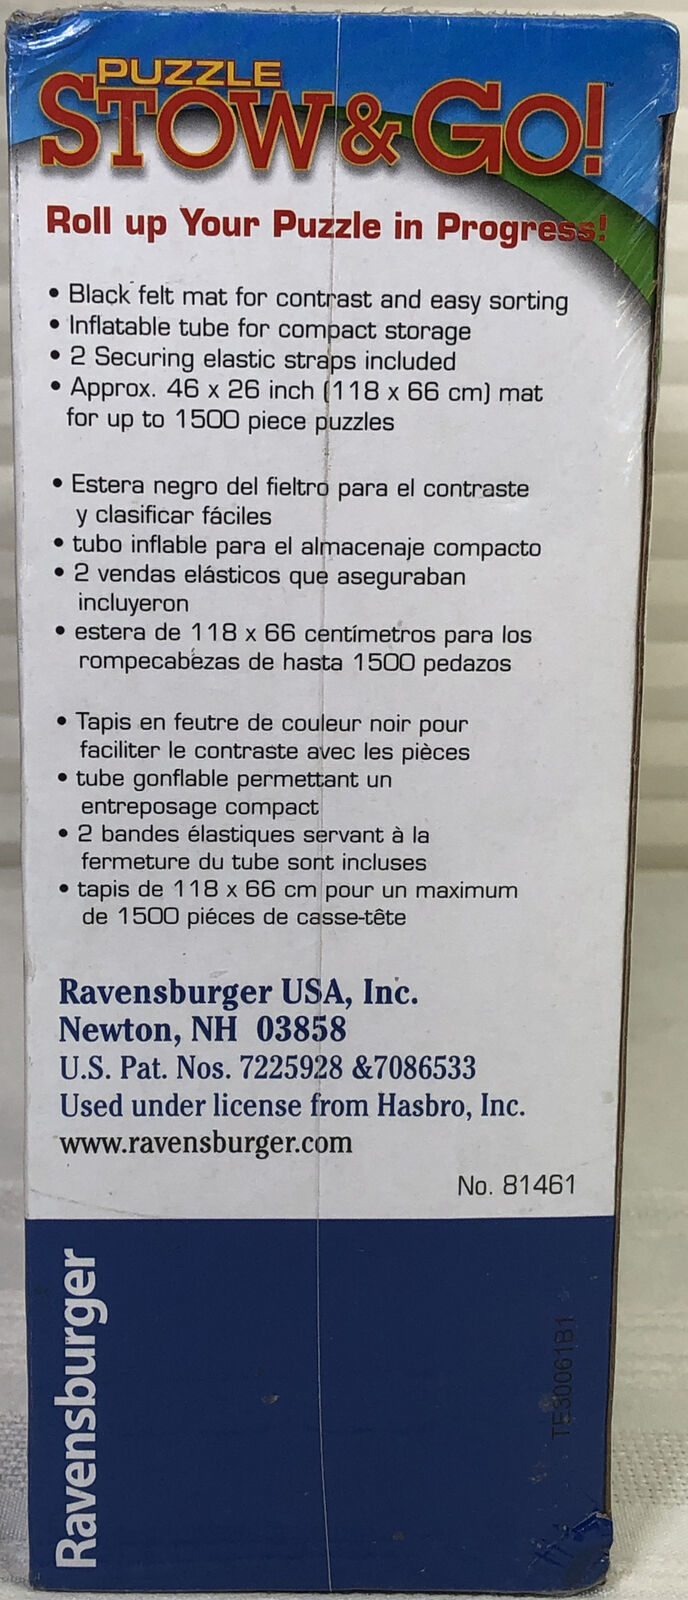 PUZZLE
STOW & GO!™
Roll up Your Puzzle in Progress!
• Black felt mat for contrast and easy sorting
• Inflatable tube for compact storage
• 2 Securing elastic straps included
• Approx. 46 x 26 inch (118 x 66 cm) mat
for up to 1500 piece puzzles
• Estera negro del fieltro para el contraste
y clasificar fáciles
• tubo inflable para el almacenaje compacto
• 2 vendas elásticos que aseguraban
incluyeron
• estera de 118 x 66 centímetros para los
rompecabezas de hasta 1500 pedazos
• Tapis en feutre de couleur noir pour
faciliter le contraste avec les pièces
• tube gonflable permettant un
entreposage compact
• 2 bandes élastiques servant à la
fermeture du tube sont incluses
• tapis de 118 x 66 cm pour un maximum
de 1500 piéces de casse-tête
Ravensburger USA, Inc.
Newton, NH 03858
U.S. Pat. Nos. 7225928 &7086533
Used under license from Hasbro, Inc.
www.ravensburger.com
No. 81461
Ravensburger
TE30061B1